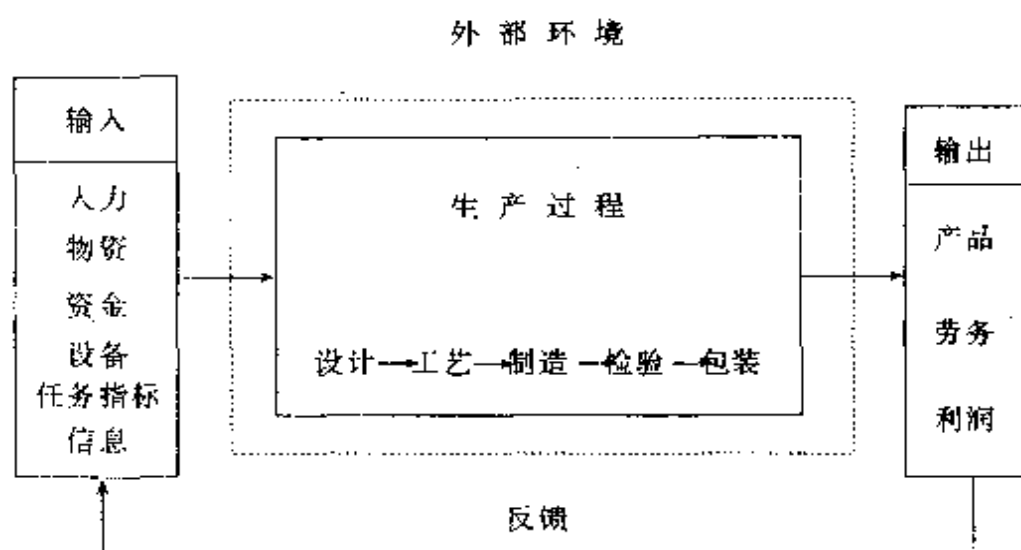 外部环境
输入
人力
物资
资金
设备
任务指标
信息
生产过程
设计→工艺→制造→检验→包装
输出
产品
劳务
利润
反馈